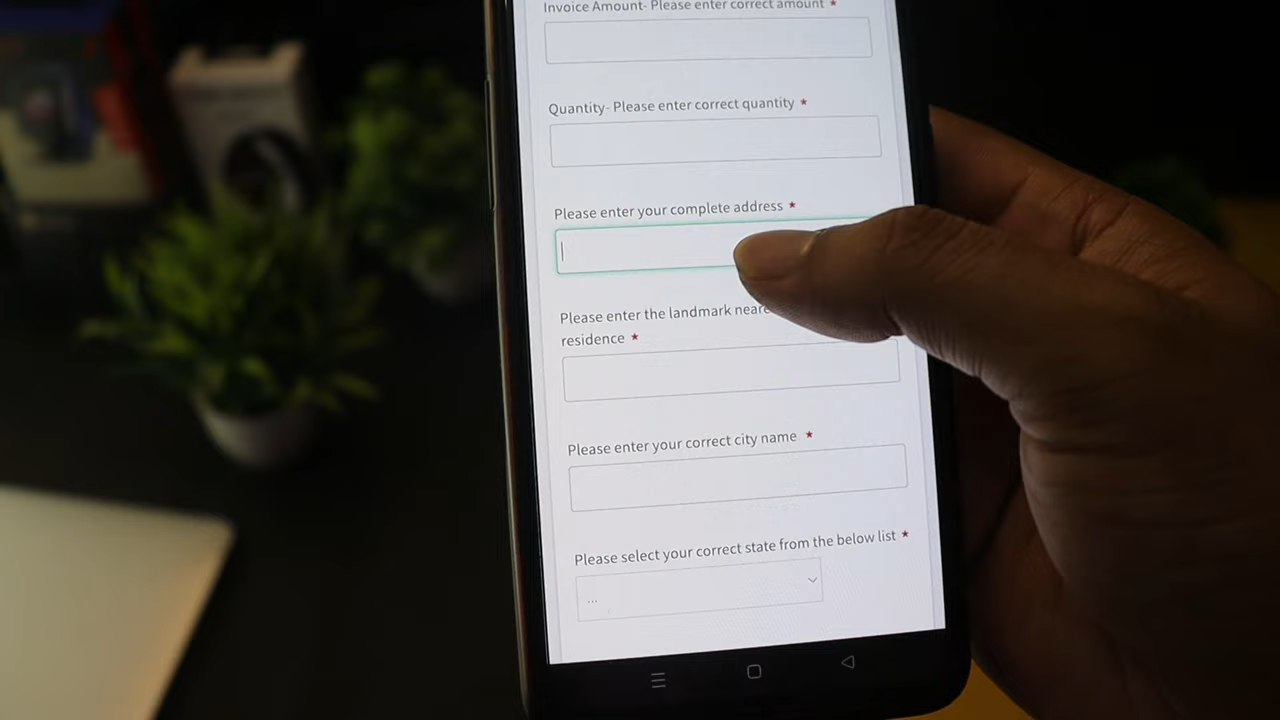 Invoice Amount- Please enter correct amount *
Quantity- Please enter correct quantity *
Please enter your complete address *
Please enter the landmark
residence *
Please enter your correct city name *
Please select your correct state from the below list *
...